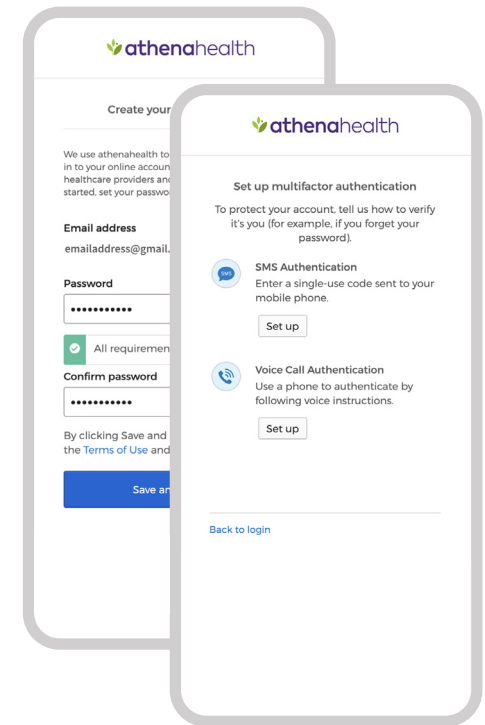 athenahealth
Create your
We use athenahealth to
in to your online accoun
healthcare providers and
started, set your passwo
Email address
emailaddress@gmail.
Password
•••••••••••
All requiremen
Confirm password
•••••••••••
By clicking Save and
the Terms of Use and
Save an
athenahealth
Set up multifactor authentication
To protect your account, tell us how to verify
it's you (for example, if you forget your
password).
SMS
SMS Authentication
Enter a single-use code sent to your
mobile phone.
Set up
Voice Call Authentication
Use a phone to authenticate by
following voice instructions.
Set up
Back to login